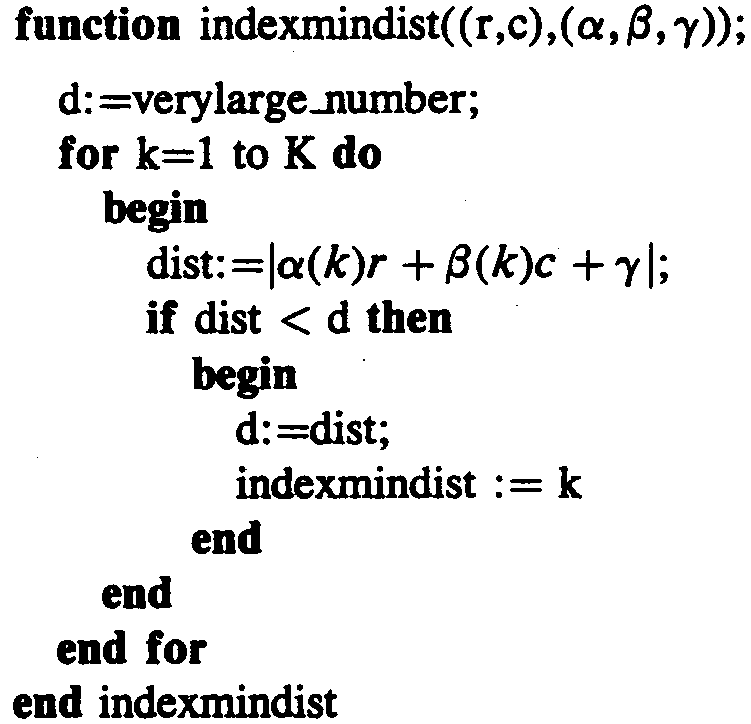 function indexmindist((r,c),(α,β,γ));
d:=verylarge_number;
for k=1 to K do
begin
dist:=|α(k)r + β(k)c + γ|;
if dist < d then
begin
d:=dist;
indexmindist := k
end
end
end for
end indexmindist